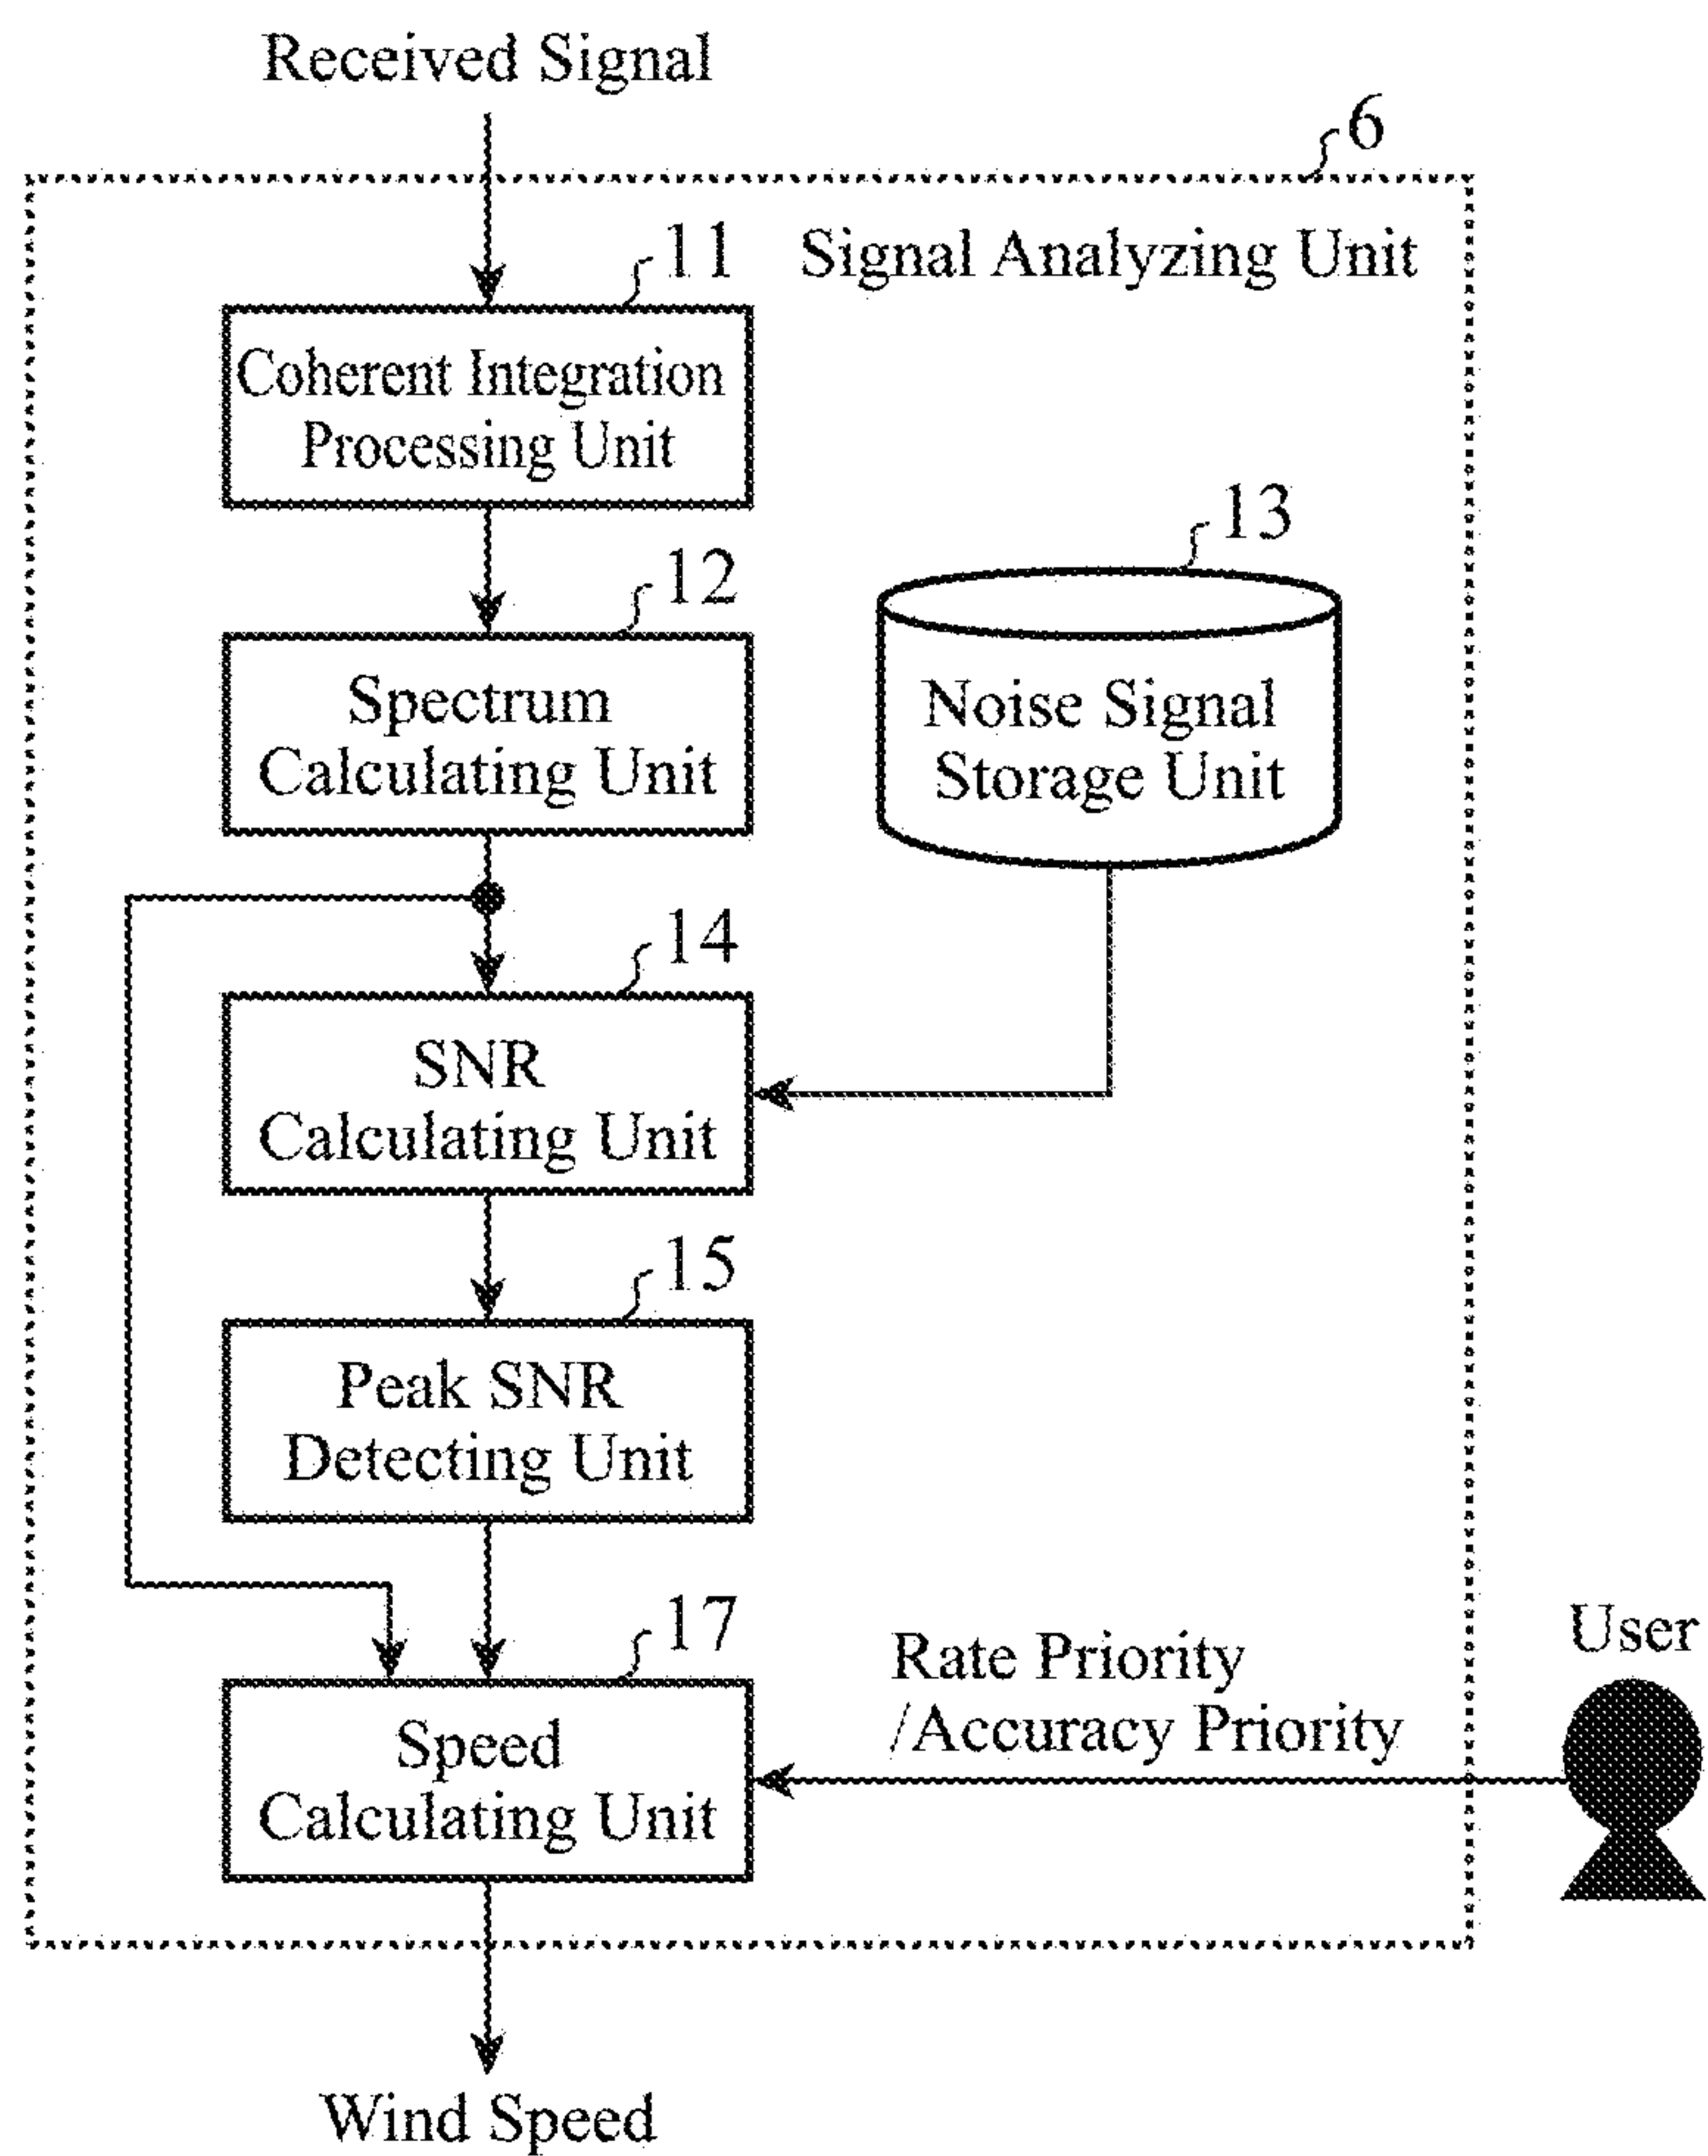 Received Signal
6
Signal Analyzing Unit
11
Coherent Integration
Processing Unit
12
Spectrum
Calculating Unit
13
Noise Signal
Storage Unit
14
SNR
Calculating Unit
15
Peak SNR
Detecting Unit
17
Speed
Calculating Unit
Rate Priority
/Accuracy Priority
User
Wind Speed